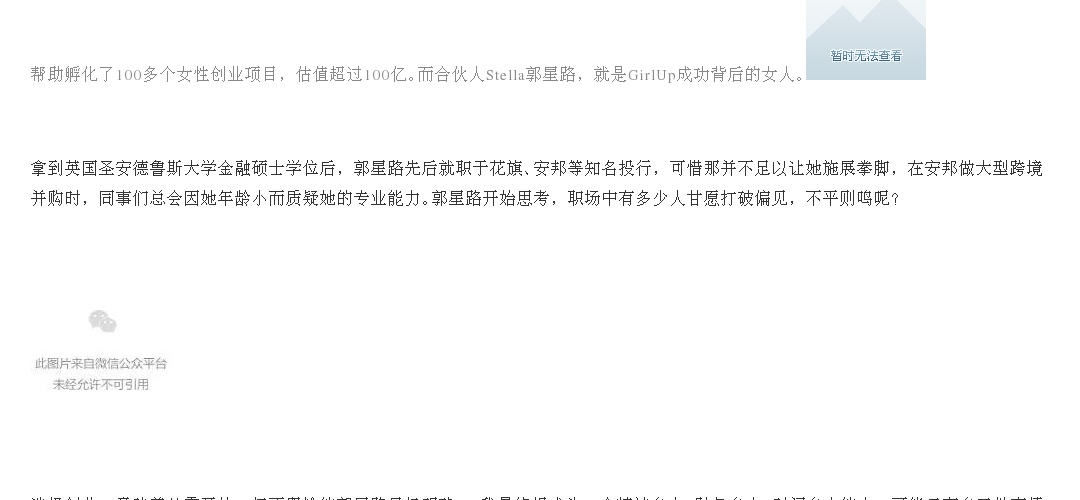 暂时无法查看
帮助孵化了100多个女性创业项目，估值超过100亿。而合伙人Stella郭星路，就是GirlUp成功背后的女人。
拿到英国圣安德鲁斯大学金融硕士学位后，郭星路先后就职于花旗、安邦等知名投行，可惜那并不足以让她施展拳脚，在安邦做大型跨境
并购时，同事们总会因她年龄小而质疑她的专业能力。郭星路开始思考，职场中有多少人甘愿打破偏见，不平则鸣呢？
此图片来自微信公众平台
未经允许不可引用